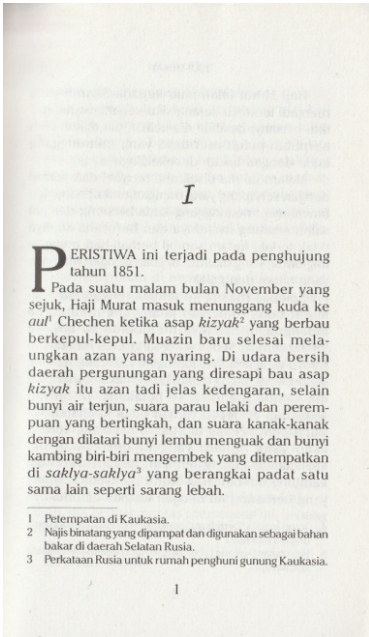 I
PERISTIWA ini terjadi pada penghujung
tahun 1851.
Pada suatu malam bulan November yang
sejuk, Haji Murat masuk menunggang kuda ke
aul¹ Chechen ketika asap kizyak² yang berbau
berkepul-kepul. Muazin baru selesai mela-
ungkan azan yang nyaring. Di udara bersih
daerah pergunungan yang diresapi bau asap
kizyak itu azan tadi jelas kedengaran, selain
bunyi air terjun, suara parau lelaki dan perem-
puan yang bertingkah, dan suara kanak-kanak
dengan dilatari bunyi lembu menguak dan bunyi
kambing biri-biri mengembek yang ditempatkan
di saklya-saklya³ yang berangkai padat satu
sama lain seperti sarang lebah.
1 Petempatan di Kaukasia.
2 Najis binatang yang dipampat dan digunakan sebagai bahan
bakar di daerah Selatan Rusia.
3 Perkataan Rusia untuk rumah penghuni gunung Kaukasia.
1